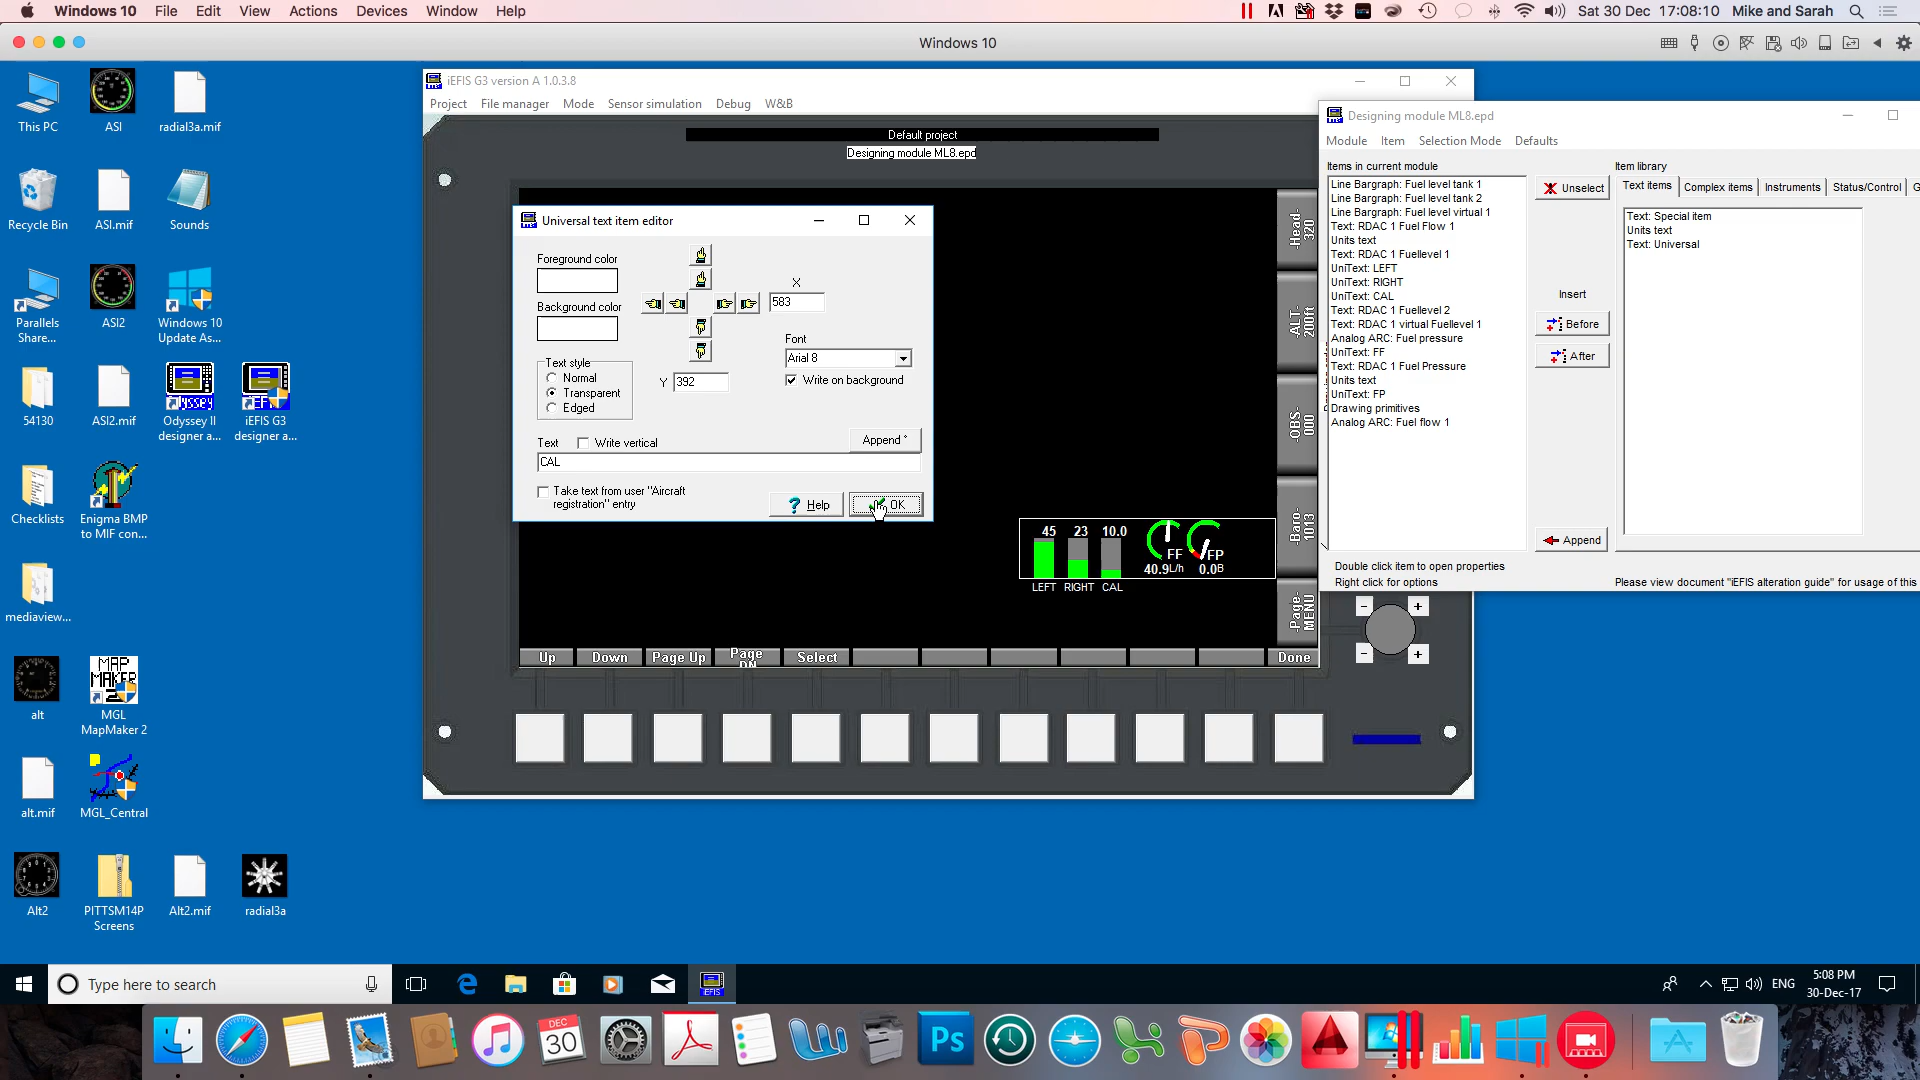 Windows 10 File Edit View Actions Devices Window Help
Sat 30 Dec 17:08:10 Mike and Sarah
Windows 10
This PC
ASI
radial3a.mif
Recycle Bin
ASI.mif
Sounds
Parallels
Share...
ASI2
Windows 10
Update As...
54130
ASI2.mif
Odyssey II
designer a...
iEFIS G3
designer a...
Checklists
Enigma BMP
to MIF con...
mediaview...
alt
MAP
MAKER
2
MGL
MapMaker 2
alt.mif
MGL_Central
Alt2
PITTSM14P
Screens
Alt2.mif
radial3a
iEFIS G3 version A 1.0.3.8
Project File manager Mode Sensor simulation Debug W&B
Default project
Designing module ML8.epd
Universal text item editor
Foreground color
Background color
X
583
Font
Arial 8
Write on background
Text style
Normal
Transparent
Edged
Y 392
Text Write vertical
Append °
CAL
Take text from user "Aircraft
registration" entry
? Help
OK
-Head-
320
-ALT-
200ft
-OBS-
000
-Baro-
1013
-Page-
MENU
45 23 10.0
FF
FP
40.9L/h 0.0B
LEFT RIGHT CAL
Up Down Page Up Page DN Select Done
- +
- +
Designing module ML8.epd
Module Item Selection Mode Defaults
Items in current module
Line Bargraph: Fuel level tank 1
Line Bargraph: Fuel level tank 2
Line Bargraph: Fuel level virtual 1
Text: RDAC 1 Fuel Flow 1
Units text
Text: RDAC 1 Fuellevel 1
UniText: LEFT
UniText: RIGHT
UniText: CAL
Text: RDAC 1 Fuellevel 2
Text: RDAC 1 virtual Fuellevel 1
Analog ARC: Fuel pressure
UniText: FF
Text: RDAC 1 Fuel Pressure
Units text
UniText: FP
Drawing primitives
Analog ARC: Fuel flow 1
Unselect
Insert
Before
After
Append
Item library
Text items Complex items Instruments Status/Control G
Text: Special item
Units text
Text: Universal
Double click item to open properties
Right click for options
Please view document "iEFIS alteration guide" for usage of this
Type here to search
iEFIS
ENG
5:08 PM
30-Dec-17
DEC
30
Ps